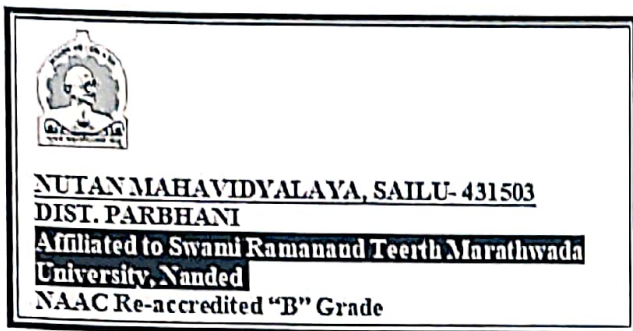 NUTAN MAHAVIDYALAYA, SAILU- 431503
DIST. PARBHANI
Affiliated to Swami Ramanand Teerth Marathwada
University, Nanded
NAAC Re-accredited “B” Grade